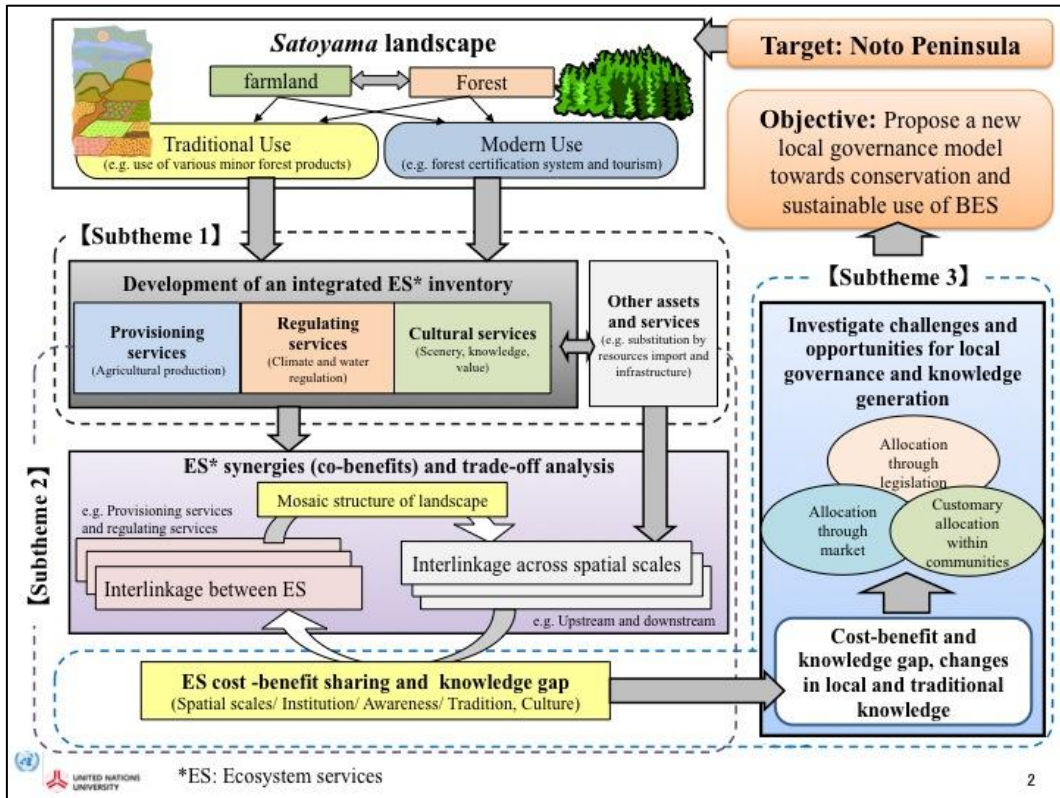 Satoyama landscape
farmland
Forest
Traditional Use
(e.g. use of various minor forest products)
Modern Use
(e.g. forest certification system and tourism)
Target: Noto Peninsula
Objective: Propose a new
local governance model
towards conservation and
sustainable use of BES
【Subtheme 1】
Development of an integrated ES* inventory
Provisioning
services
(Agricultural production)
Regulating
services
(Climate and water
regulation)
Cultural services
(Scenery, knowledge,
value)
Other assets
and services
(e.g. substitution by
resources import and
infrastructure)
【Subtheme 2】
ES* synergies (co-benefits) and trade-off analysis
Mosaic structure of landscape
e.g. Provisioning services
and regulating services
Interlinkage between ES
Interlinkage across spatial scales
e.g. Upstream and downstream
ES cost -benefit sharing and knowledge gap
(Spatial scales/ Institution/ Awareness/ Tradition, Culture)
【Subtheme 3】
Investigate challenges and
opportunities for local
governance and knowledge
generation
Allocation
through
legislation
Allocation
through
market
Customary
allocation
within
communities
Cost-benefit and
knowledge gap, changes
in local and traditional
knowledge
UNITED NATIONS
UNIVERSITY
*ES: Ecosystem services
2